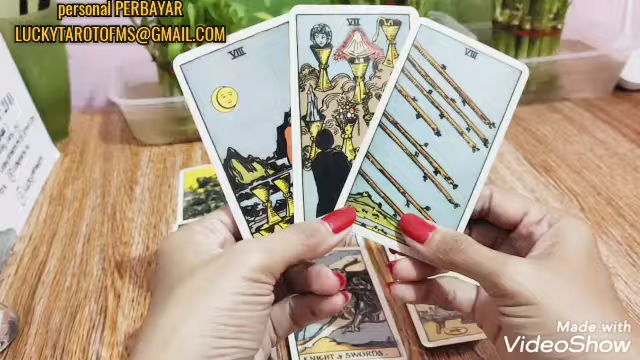 personal PERBAYAR
LUCKYTAROTOFMS@GMAIL.COM
VIII
VII
VIII
KNIGHT of SWORDS.
Made with
VideoShow